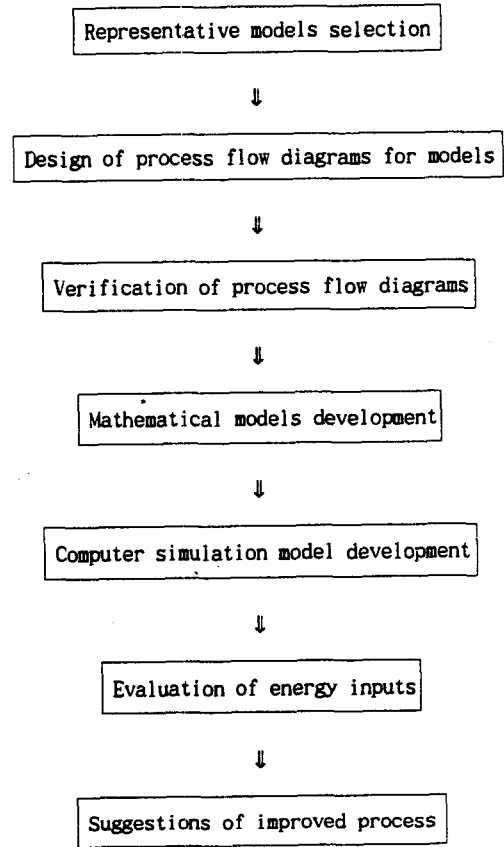 Representative models selection
⇓
Design of process flow diagrams for models
⇓
Verification of process flow diagrams
⇓
Mathematical models development
⇓
Computer simulation model development
⇓
Evaluation of energy inputs
⇓
Suggestions of improved process